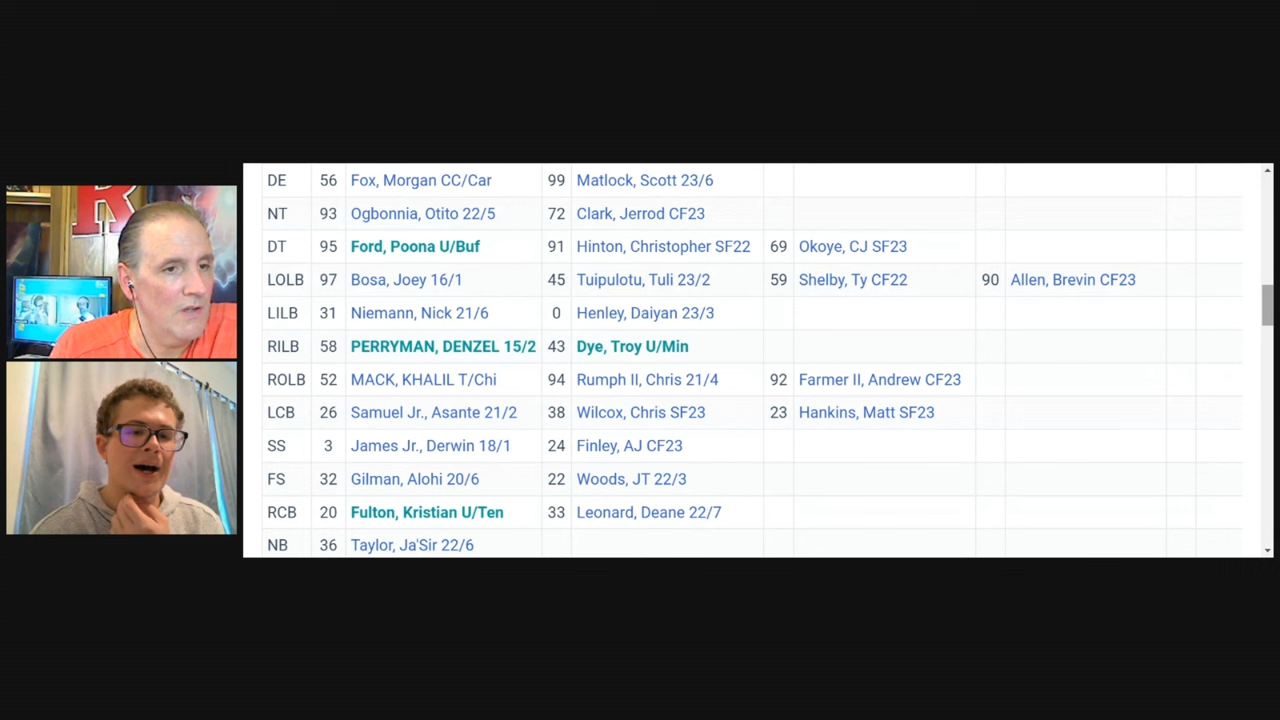 R
DE 56 Fox, Morgan CC/Car 99 Matlock, Scott 23/6
NT 93 Ogbonnia, Otito 22/5 72 Clark, Jerrod CF23
DT 95 Ford, Poona U/Buf 91 Hinton, Christopher SF22 69 Okoye, CJ SF23
LOLB 97 Bosa, Joey 16/1 45 Tuipulotu, Tuli 23/2 59 Shelby, Ty CF22 90 Allen, Brevin CF23
LILB 31 Niemann, Nick 21/6 0 Henley, Daiyan 23/3
RILB 58 PERRYMAN, DENZEL 15/2 43 Dye, Troy U/Min
ROLB 52 MACK, KHALIL T/Chi 94 Rumph II, Chris 21/4 92 Farmer II, Andrew CF23
LCB 26 Samuel Jr., Asante 21/2 38 Wilcox, Chris SF23 23 Hankins, Matt SF23
SS 3 James Jr., Derwin 18/1 24 Finley, AJ CF23
FS 32 Gilman, Alohi 20/6 22 Woods, JT 22/3
RCB 20 Fulton, Kristian U/Ten 33 Leonard, Deane 22/7
NB 36 Taylor, Ja'Sir 22/6